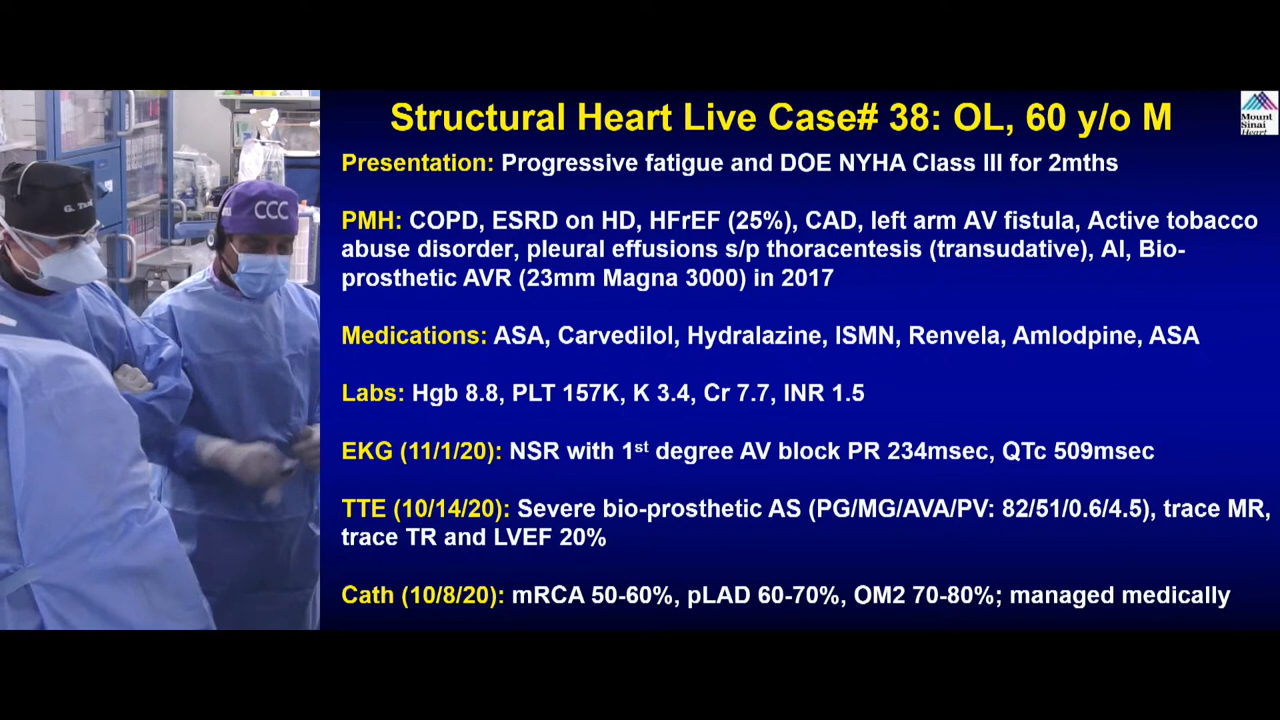 Structural Heart Live Case# 38: OL, 60 y/o M
Mount
Sinai
Heart
Presentation: Progressive fatigue and DOE NYHA Class III for 2mths
PMH: COPD, ESRD on HD, HFrEF (25%), CAD, left arm AV fistula, Active tobacco
abuse disorder, pleural effusions s/p thoracentesis (transudative), AI, Bio-
prosthetic AVR (23mm Magna 3000) in 2017
Medications: ASA, Carvedilol, Hydralazine, ISMN, Renvela, Amlodpine, ASA
Labs: Hgb 8.8, PLT 157K, K 3.4, Cr 7.7, INR 1.5
EKG (11/1/20): NSR with 1st degree AV block PR 234msec, QTc 509msec
TTE (10/14/20): Severe bio-prosthetic AS (PG/MG/AVA/PV: 82/51/0.6/4.5), trace MR,
trace TR and LVEF 20%
Cath (10/8/20): mRCA 50-60%, pLAD 60-70%, OM2 70-80%; managed medically
CCC